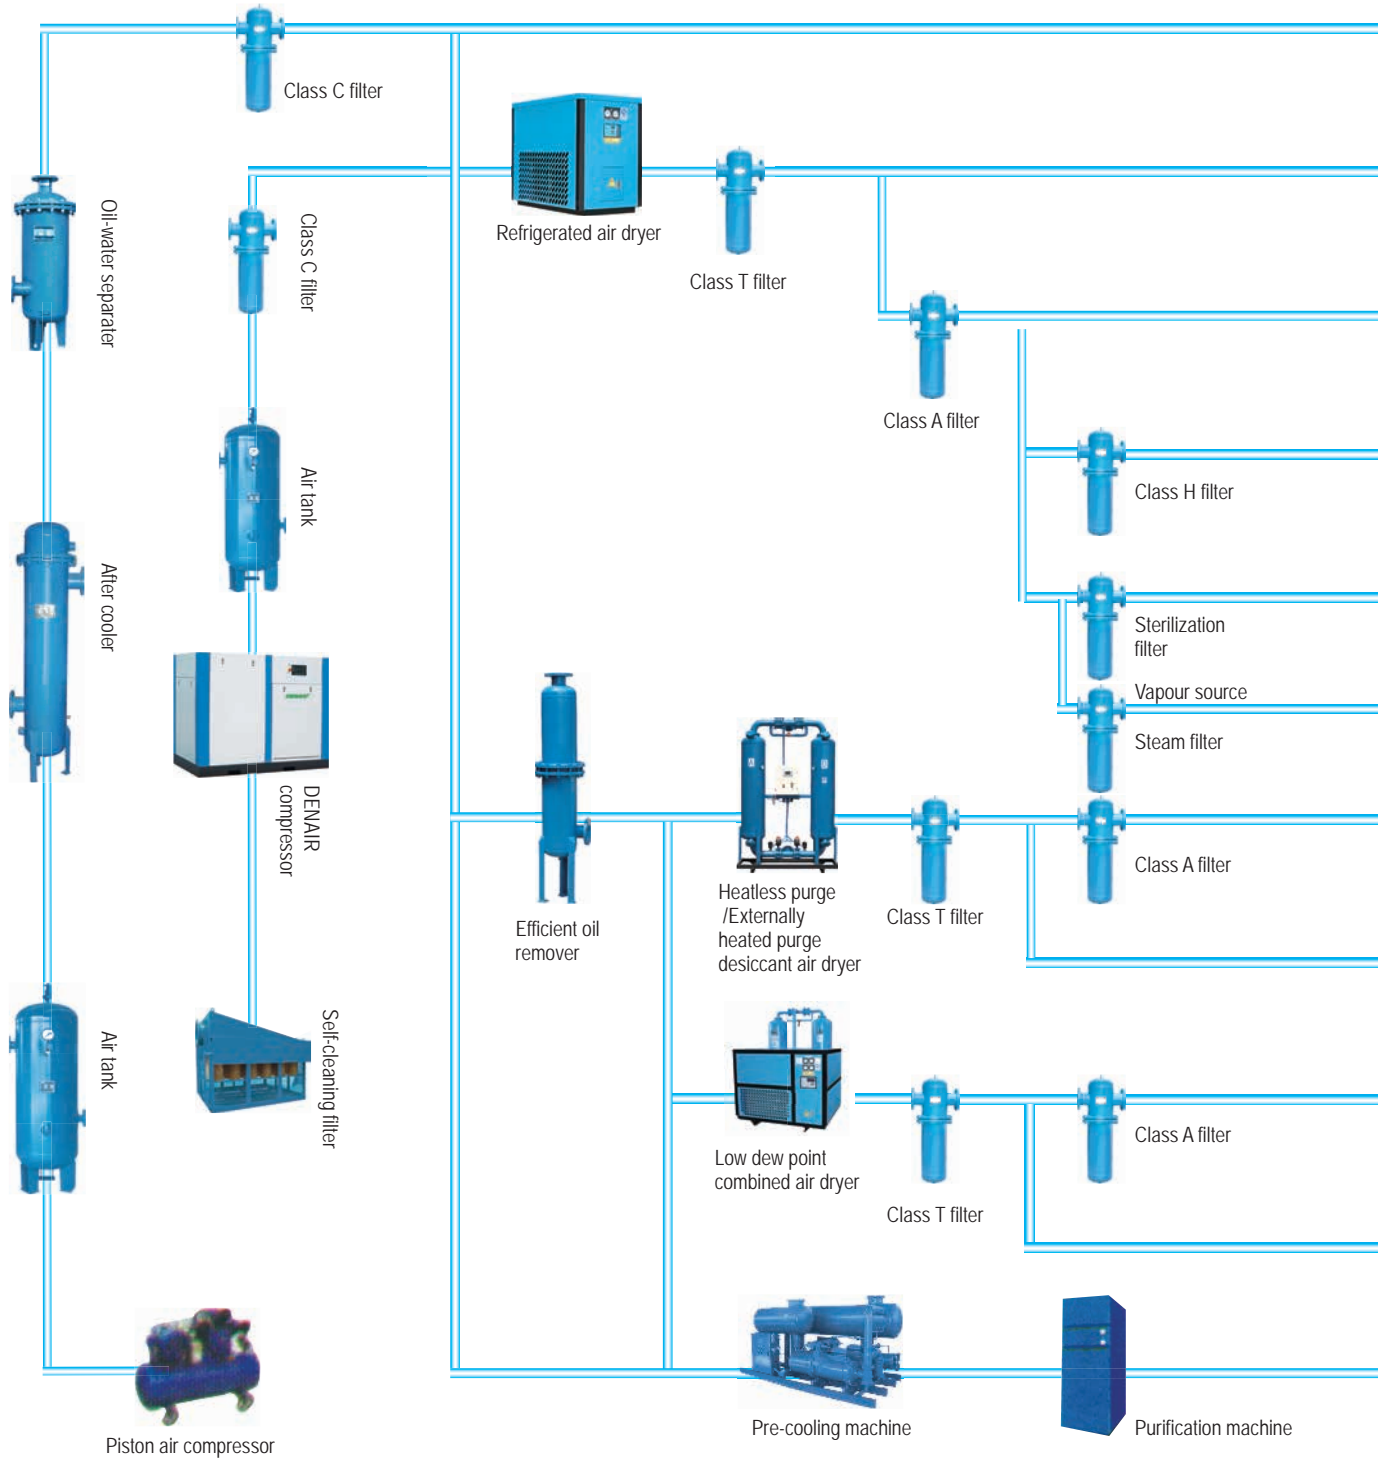 Class C filter
Oil-water separater
Class C filter
Refrigerated air dryer
Class T filter
Class A filter
Air tank
Class H filter
After cooler
Sterilization
filter
Vapour source
Steam filter
DENAIR
compressor
Class A filter
Heatless purge
/Externally
heated purge
desiccant air dryer
Class T filter
Efficient oil
remover
Air tank
Self-cleaning filter
Class A filter
Low dew point
combined air dryer
Class T filter
Pre-cooling machine
Purification machine
Piston air compressor